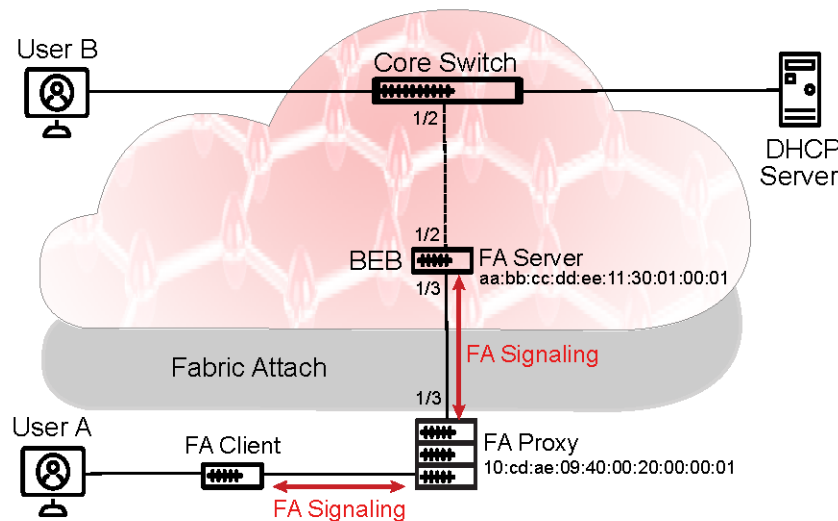 User B
Core Switch
1/2
DHCP
Server
1/2
BEB
FA Server
aa:bb:cc:dd:ee:11:30:01:00:01
1/3
FA Signaling
Fabric Attach
1/3
User A
FA Client
FA Proxy
10:cd:ae:09:40:00:20:00:00:01
FA Signaling